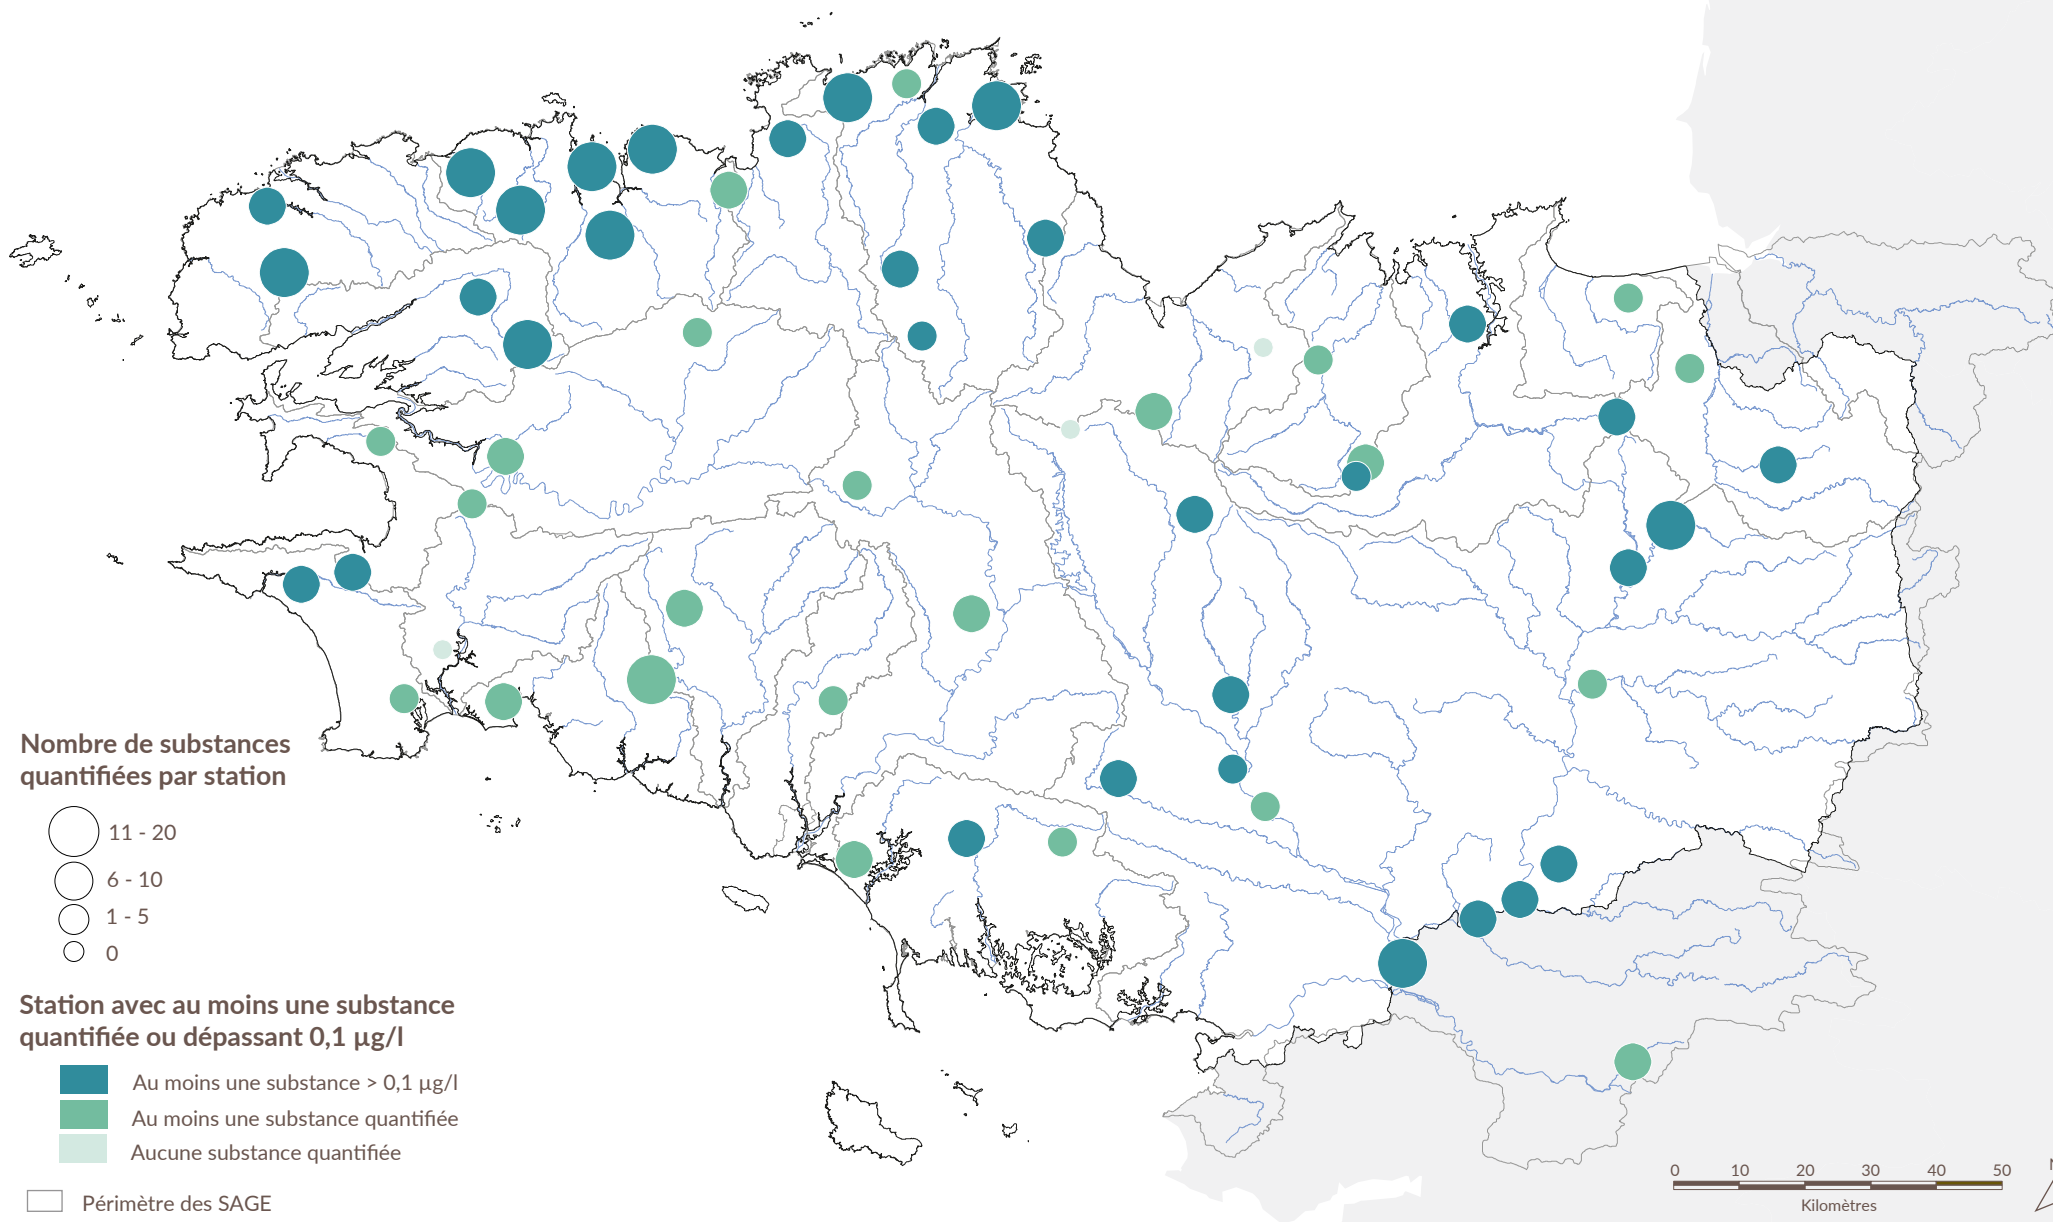 Nombre de substances
quantifiées par station
11 - 20
6 - 10
1 - 5
0
Station avec au moins une substance
quantifiée ou dépassant 0,1 µg/l
Au moins une substance > 0,1 µg/l
Au moins une substance quantifiée
Aucune substance quantifiée
Périmètre des SAGE
0 10 20 30 40 50
Kilomètres